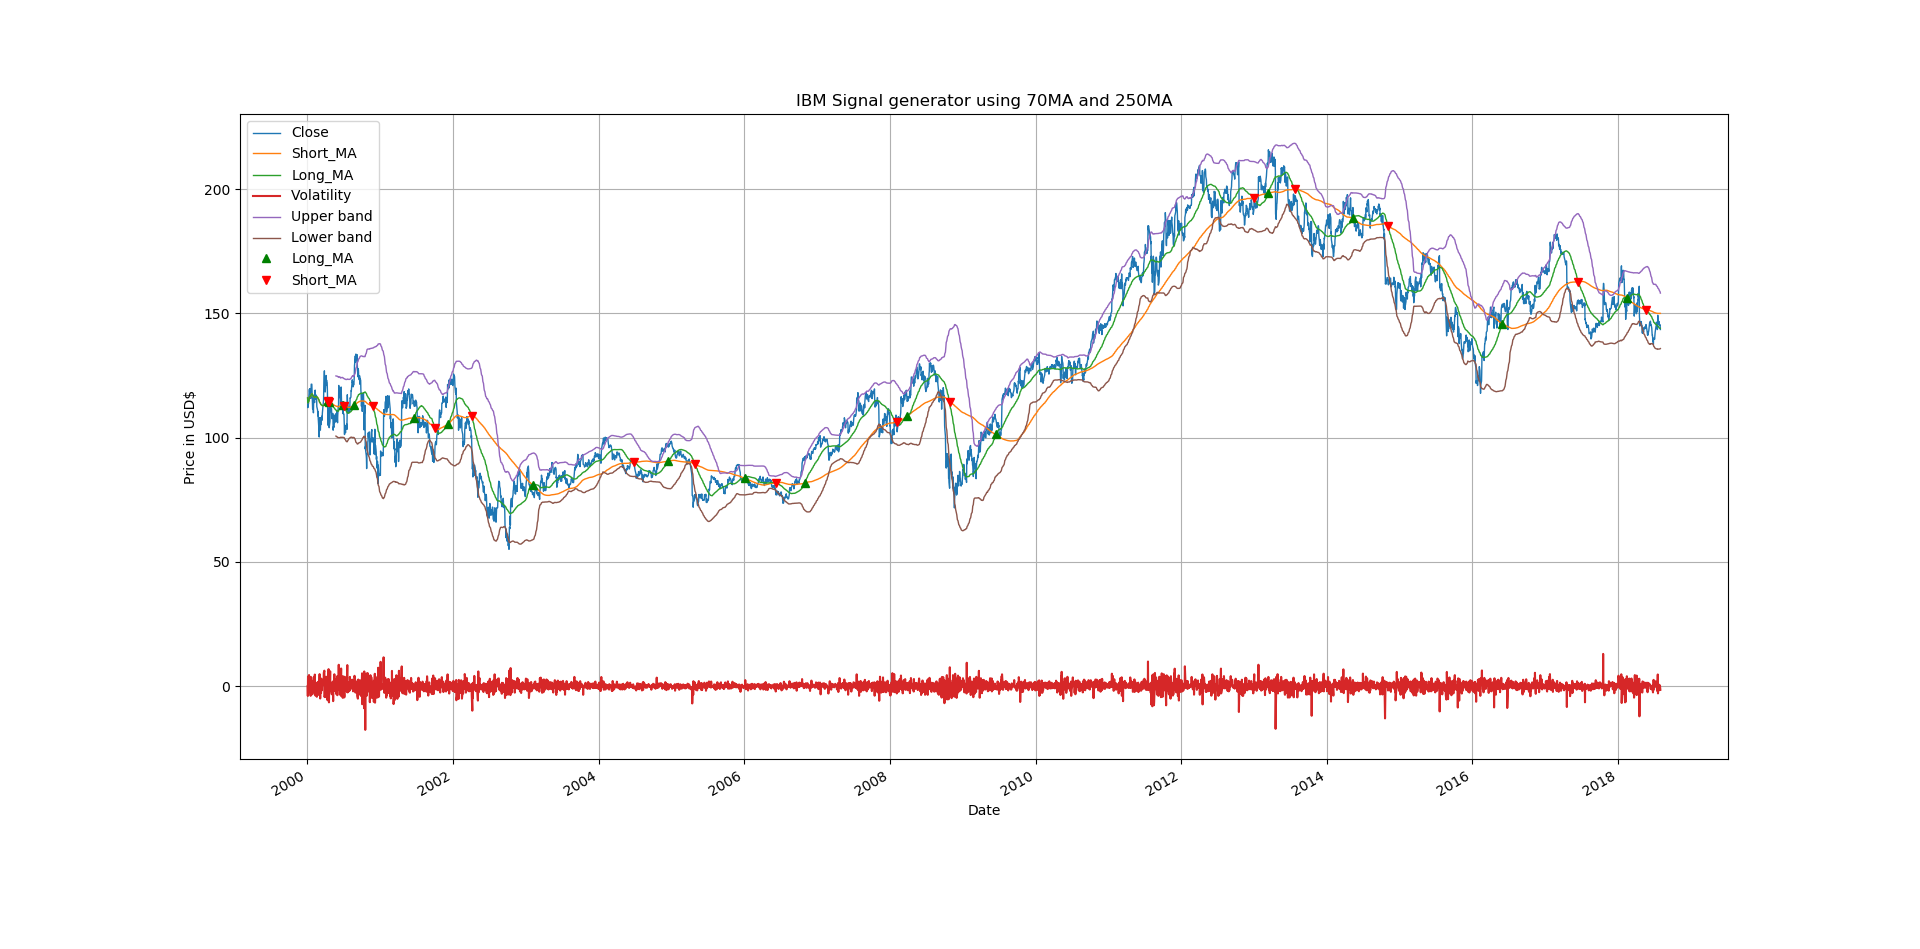 IBM Signal generator using 70MA and 250MA
Close
Short_MA
Long_MA
Volatility
Upper band
Lower band
Long_MA
Short_MA
200
150
100
50
0
Price in USD$
2000 2002 2004 2006 2008 2010 2012 2014 2016 2018
Date